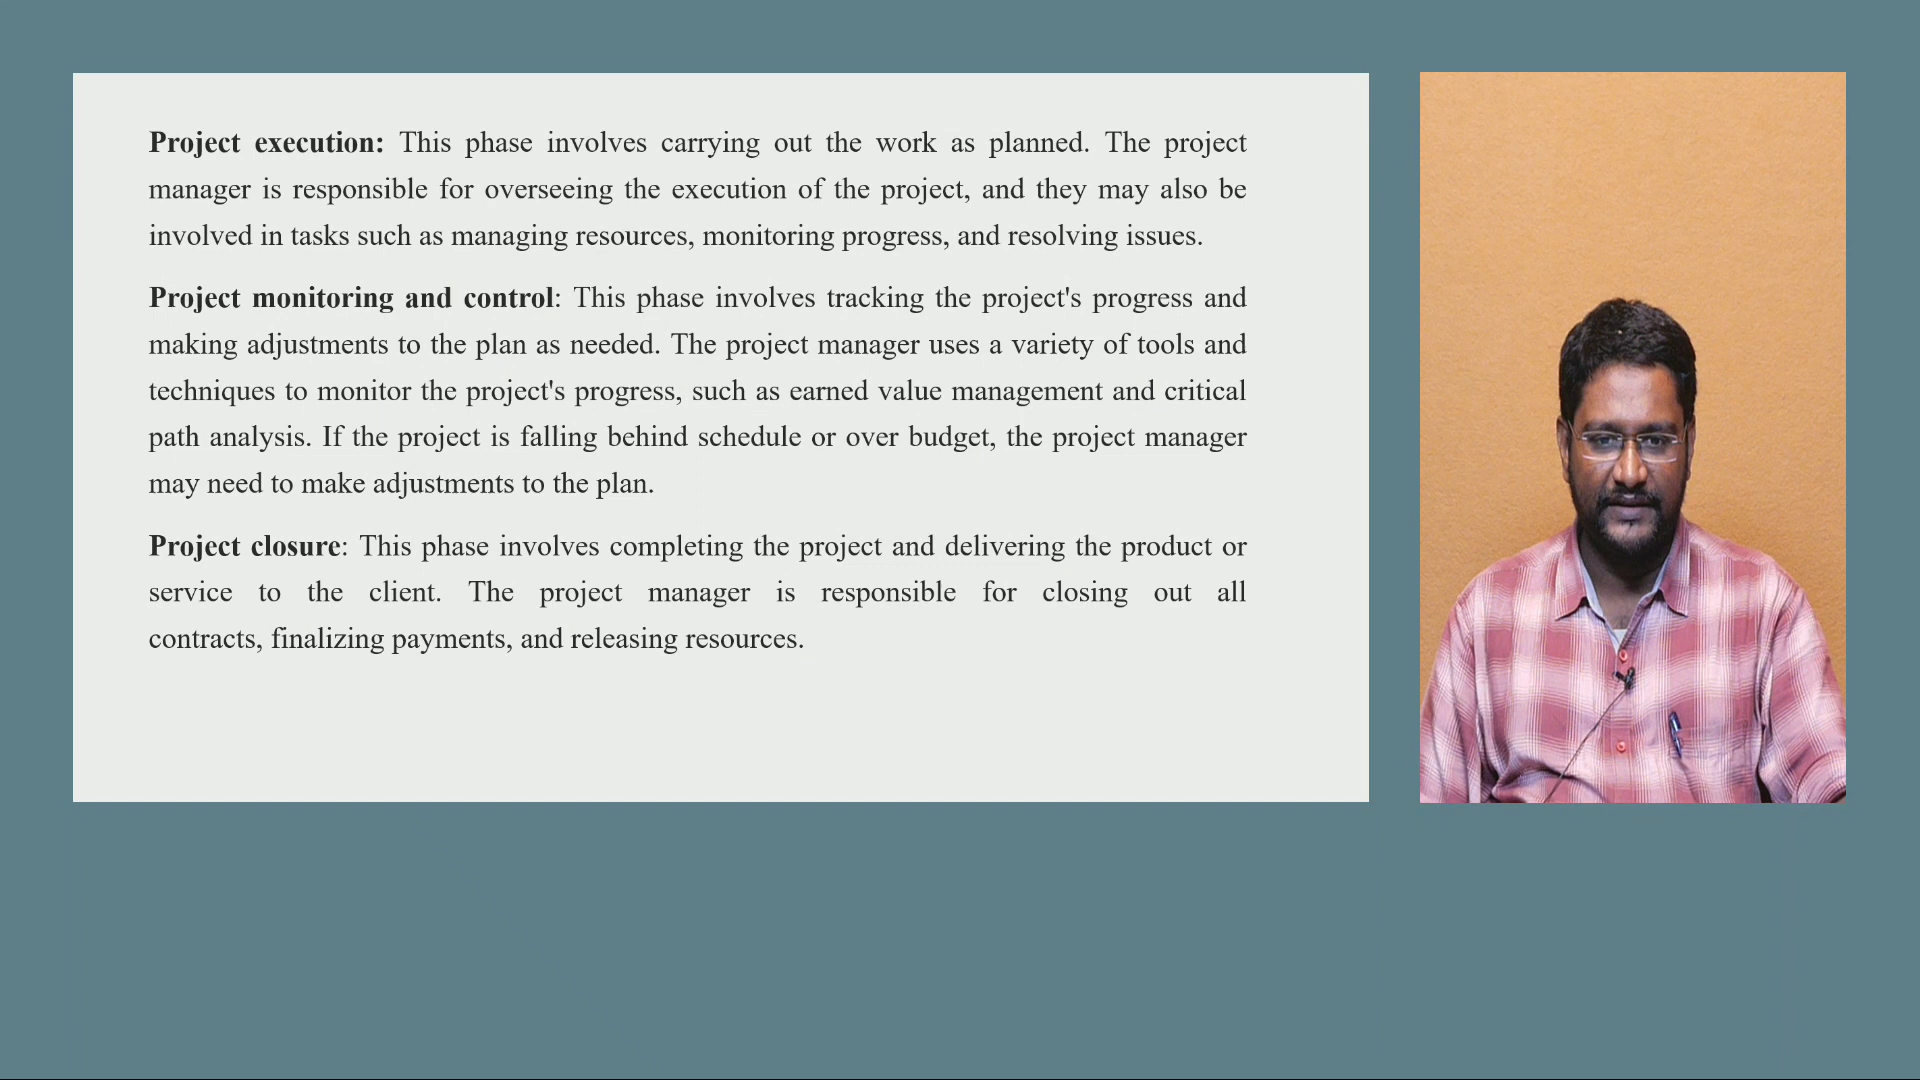 Project execution: This phase involves carrying out the work as planned. The project
manager is responsible for overseeing the execution of the project, and they may also be
involved in tasks such as managing resources, monitoring progress, and resolving issues.
Project monitoring and control: This phase involves tracking the project's progress and
making adjustments to the plan as needed. The project manager uses a variety of tools and
techniques to monitor the project's progress, such as earned value management and critical
path analysis. If the project is falling behind schedule or over budget, the project manager
may need to make adjustments to the plan.
Project closure: This phase involves completing the project and delivering the product or
service to the client. The project manager is responsible for closing out all
contracts, finalizing payments, and releasing resources.